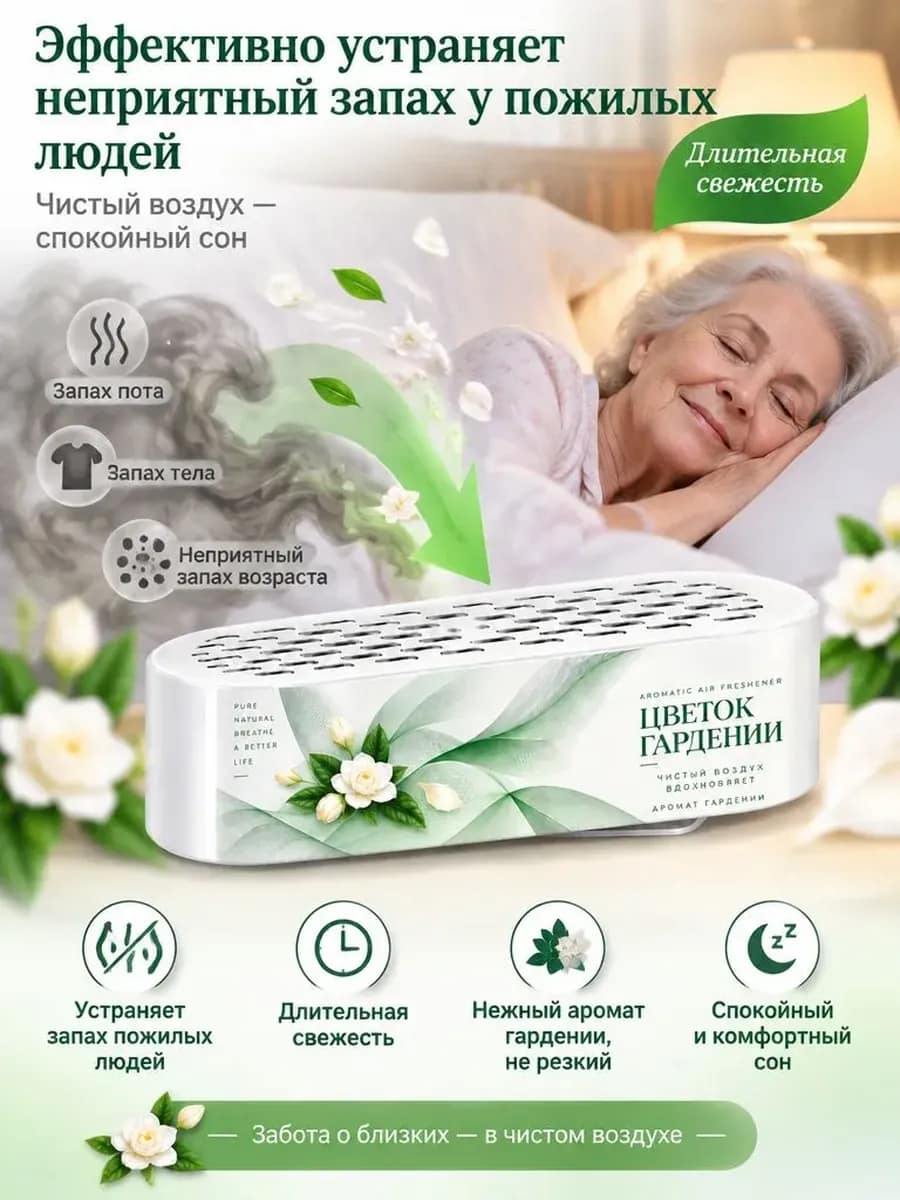 Эффективно устраняет
неприятный запах у пожилых
людей
Чистый воздух —
спокойный сон
Длительная
свежесть
Запах пота
Запах тела
Неприятный
запах возраста
PURE
NATURAL
BREATHE
A BETTER
LIFE
AROMATIC AIR FRESHENER
ЦВЕТОК
ГАРДЕНИИ
ЧИСТЫЙ ВОЗДУХ
ВДОХНОВЛЯЕТ
АРОМАТ ГАРДЕНИИ
Устраняет
запах пожилых
людей
Длительная
свежесть
Нежный аромат
гардении,
не резкий
Спокойный
и комфортный
сон
— Забота о близких — в чистом воздухе —